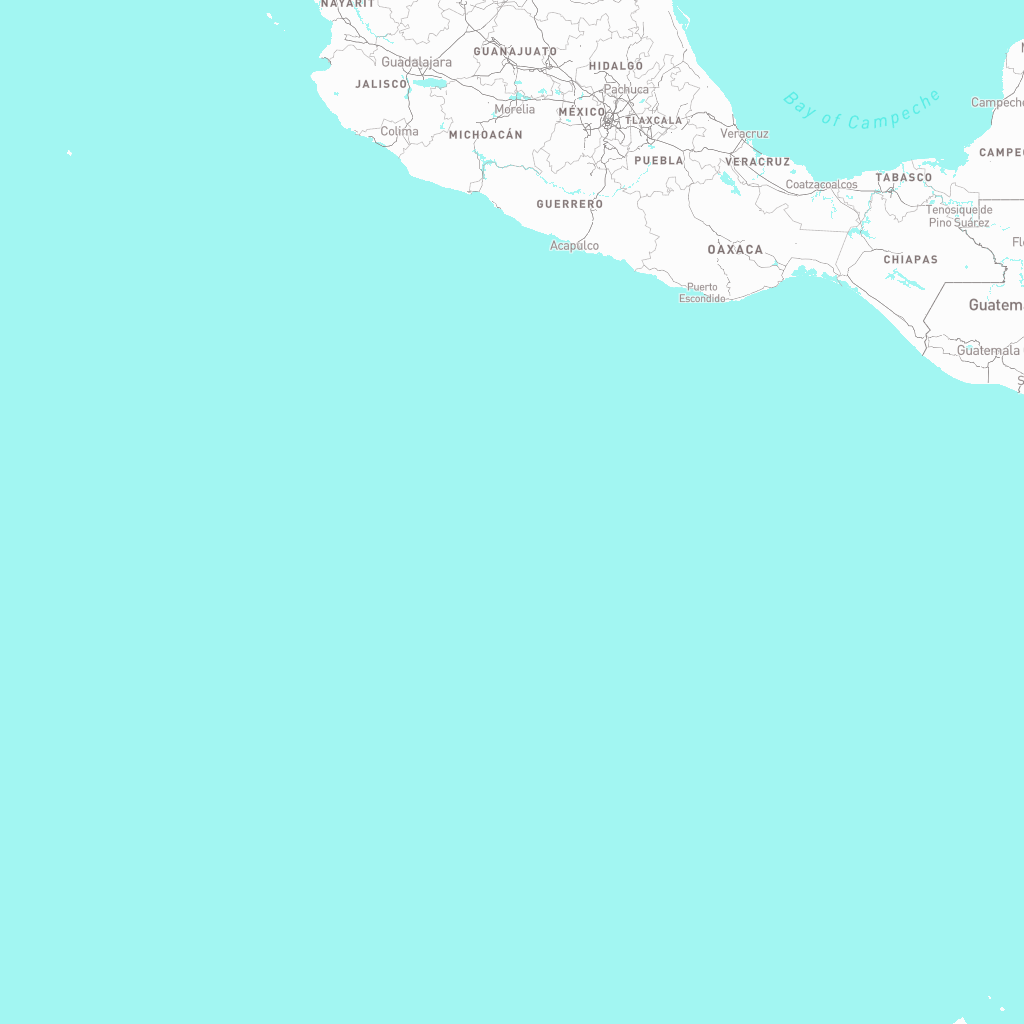 NAYARIT
GUANAJUATO
Guadalajara
HIDALGO
JALISCO
Pachuca
Bay of Campeche
Campeche
Morelia
MÉXICO
TLAXCALA
Colima
MICHOACÁN
Veracruz
PUEBLA
VERACRUZ
CAMPEC
TABASCO
Coatzacoalcos
GUERRERO
Tenosique de
Pino Suárez
Acapulco
OAXACA
Flo
CHIAPAS
Puerto
Escondido
Guatema
Guatemala
S